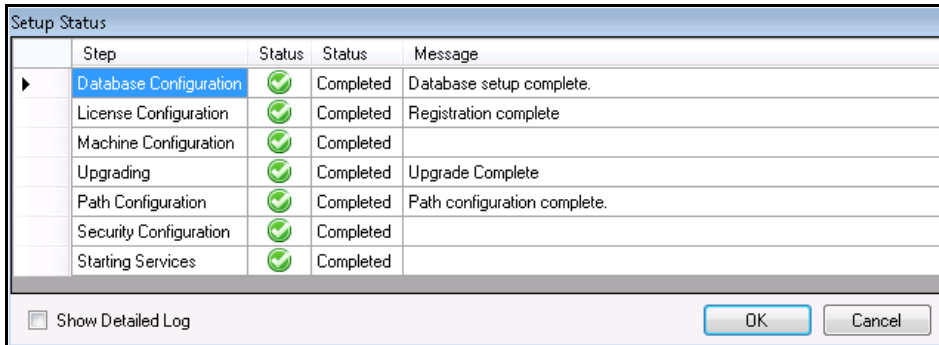 Setup Status
Step Status Status Message
Database Configuration Completed Database setup complete.
License Configuration Completed Registration complete
Machine Configuration Completed
Upgrading Completed Upgrade Complete
Path Configuration Completed Path configuration complete.
Security Configuration Completed
Starting Services Completed
Show Detailed Log OK Cancel